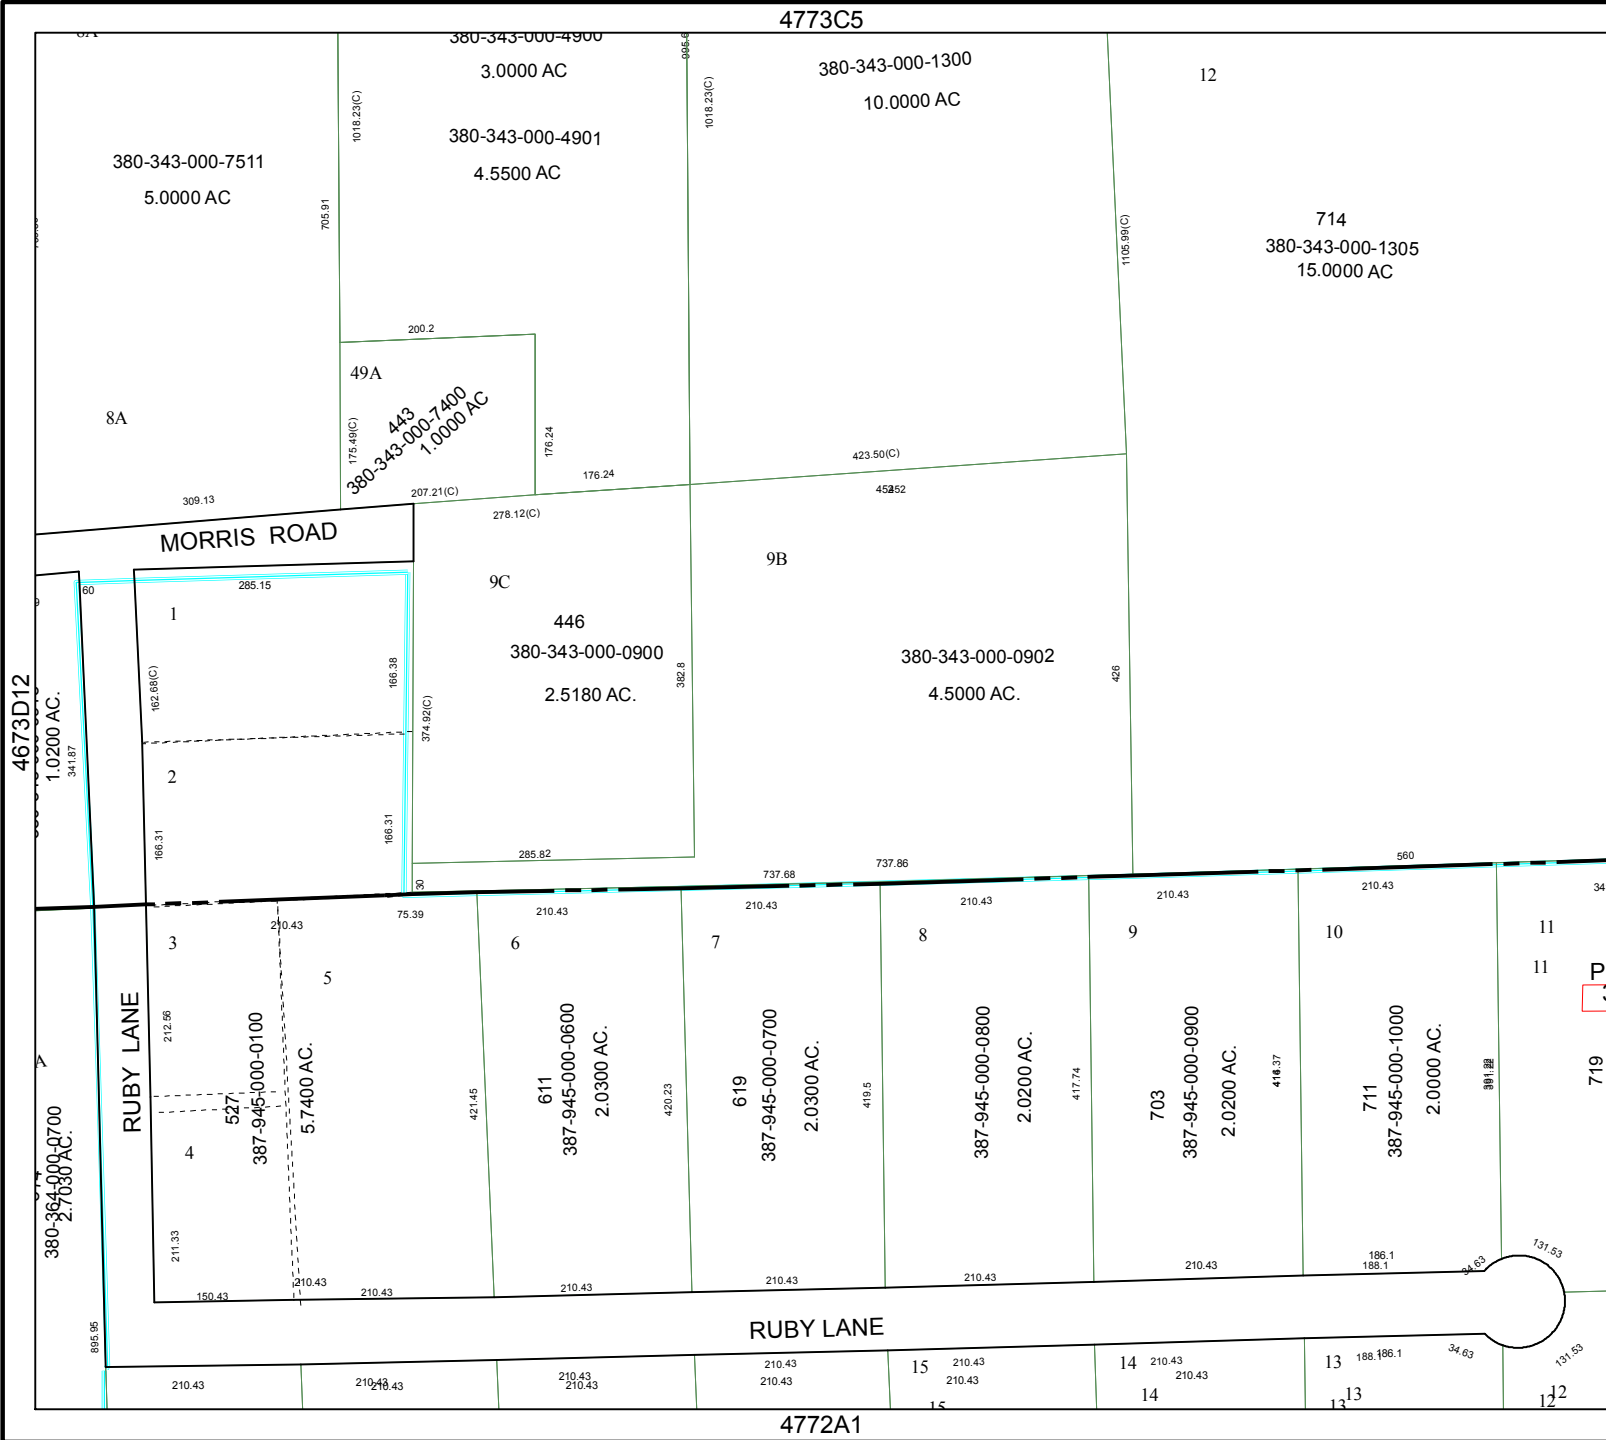 4773C5
8A
380-343-000-4900
3.0000 AC
995.6
380-343-000-1300
10.0000 AC
12
1018.23(C)
1018.23(C)
380-343-000-4901
4.5500 AC
380-343-000-7511
5.0000 AC
705.91
1105.99(C)
714
380-343-000-1305
15.0000 AC
200.2
49A
443
380-343-000-7400
1.0000 AC
8A
175.49(C)
176.24
176.24
423.50(C)
452
309.13
207.21(C)
278.12(C)
MORRIS ROAD
60
285.15
1
9C
9B
446
380-343-000-0900
2.5180 AC.
382.8
380-343-000-0902
4.5000 AC.
426
162.68(C)
166.38
374.92(C)
4673D12
1.0200 AC.
341.87
2
166.31
166.31
285.82
30
737.68
737.86
560
75.39
210.43
210.43
210.43
210.43
210.43
210.43
34
3
5
6
7
8
9
10
11
11
P
RUBY LANE
212.56
527
387-945-000-0100
5.7400 AC.
421.45
611
387-945-000-0600
2.0300 AC.
420.23
619
387-945-000-0700
2.0300 AC.
419.5
387-945-000-0800
2.0200 AC.
417.74
703
387-945-000-0900
2.0200 AC.
711
387-945-000-1000
2.0000 AC.
719
A
380-364-000-0700
2.7030 AC.
4
211.33
895.95
150.43
210.43
210.43
210.43
210.43
210.43
210.43
186.1
188.1
34.63
131.53
RUBY LANE
210.43
210.43
210.43
210.43
210.43
210.43
210.43
15
210.43
210.43
15
14
210.43
210.43
14
13
188.1
186.1
13
13
34.63
131.53
12
12
4772A1